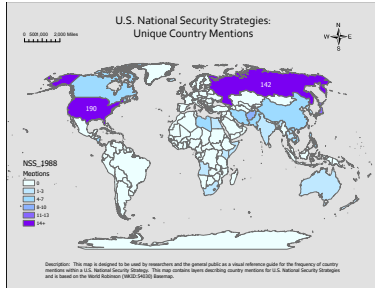 U.S. National Security Strategies:
Unique Country Mentions
N
W E
S
2,000 Miles
142
190
NSS_1988
Mentions
0
1-3
4-7
8-10
11-13
14+
Description: This map is designed to be used by researchers and the general public as a visual reference guide for the frequency of country
mentions within a U.S. National Security Strategy. This map contains layers describing country mentions for U.S. National Security Strategies
and is based on the World Robinson (WKID:54030) Basemap.